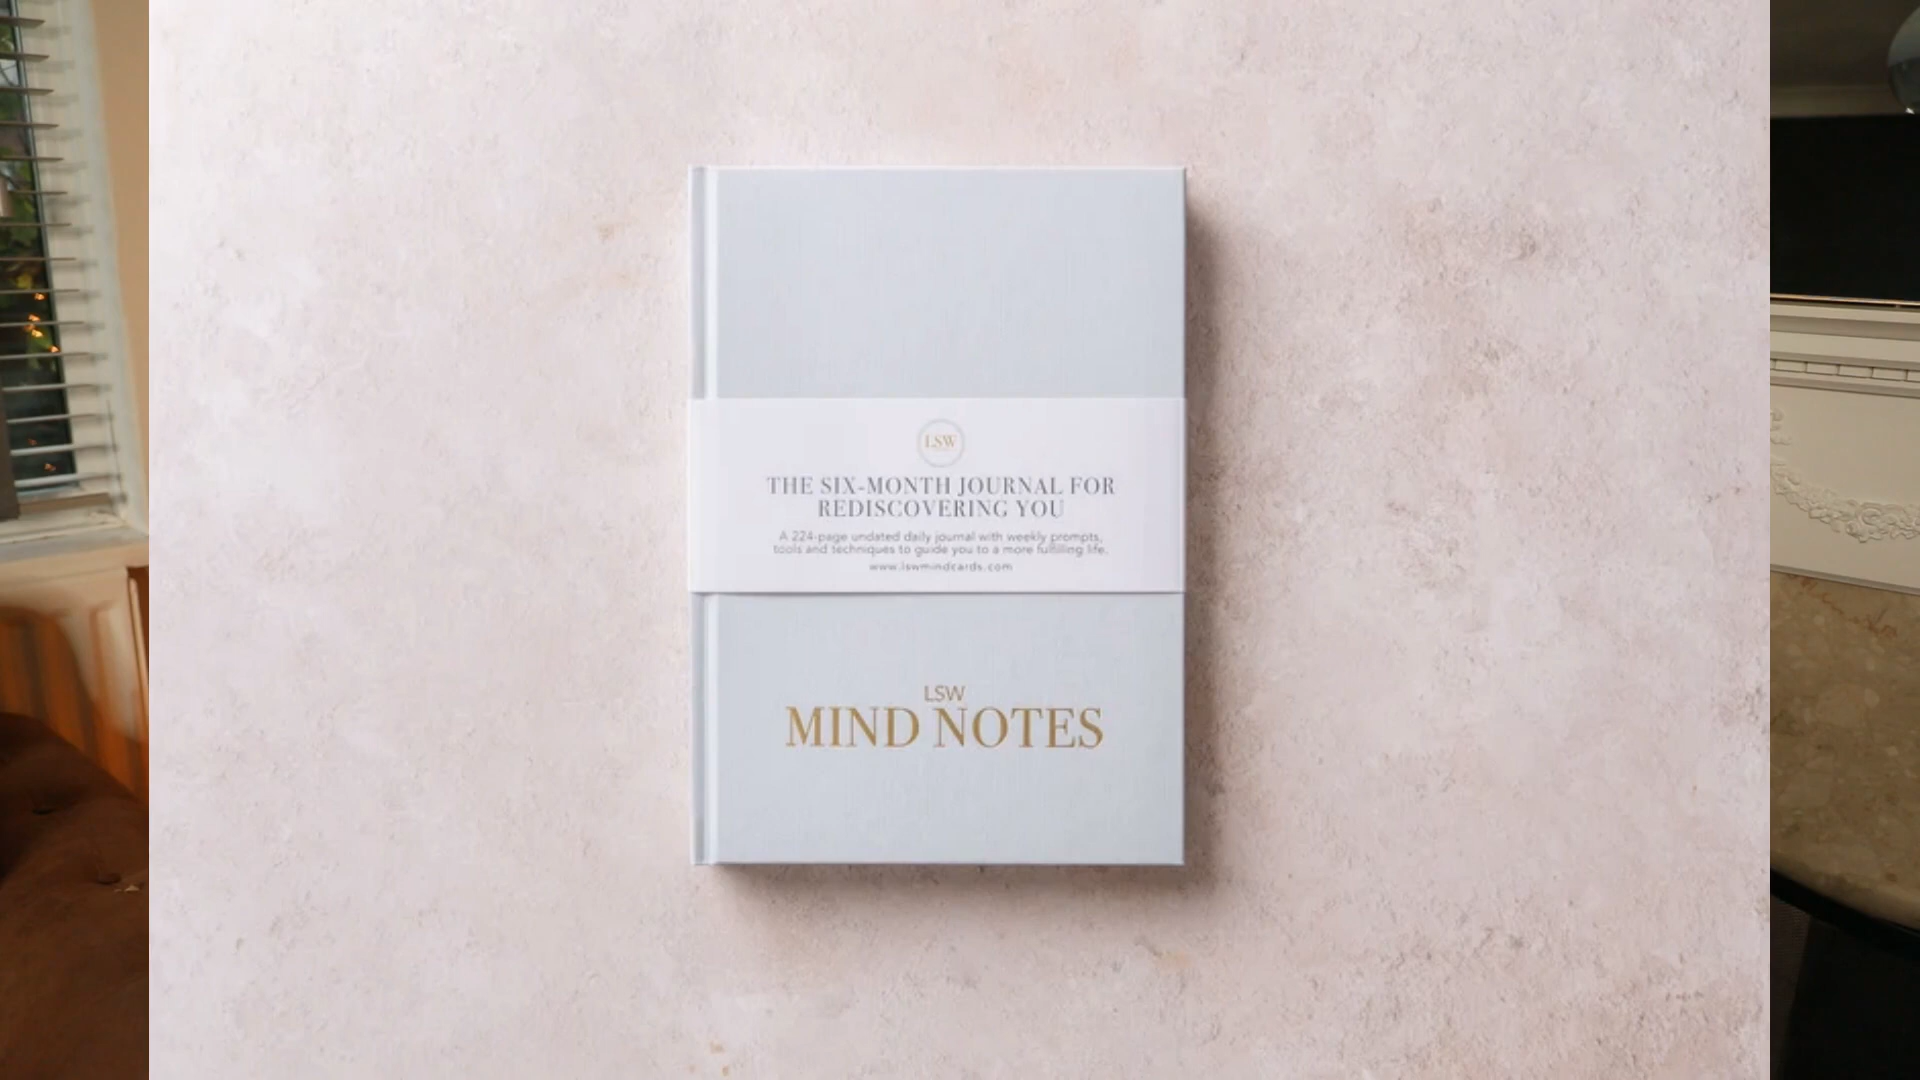 LSW
THE SIX-MONTH JOURNAL FOR
REDISCOVERING YOU
A 224-page undated daily journal with weekly prompts,
tools and techniques to guide you to a more fulfilling life.
www.lswmindcards.com
LSW
MIND NOTES